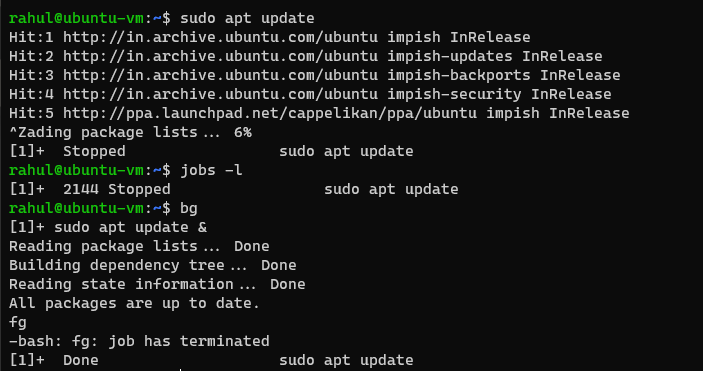 rahul@ubuntu-vm:~$ sudo apt update
Hit:1 http://in.archive.ubuntu.com/ubuntu impish InRelease
Hit:2 http://in.archive.ubuntu.com/ubuntu impish-updates InRelease
Hit:3 http://in.archive.ubuntu.com/ubuntu impish-backports InRelease
Hit:4 http://in.archive.ubuntu.com/ubuntu impish-security InRelease
Hit:5 http://ppa.launchpad.net/cappelikan/ppa/ubuntu impish InRelease
^Zading package lists... 6%
[1]+  Stopped                 sudo apt update
rahul@ubuntu-vm:~$ jobs -l
[1]+  2144 Stopped                 sudo apt update
rahul@ubuntu-vm:~$ bg
[1]+ sudo apt update &
Reading package lists... Done
Building dependency tree... Done
Reading state information... Done
All packages are up to date.
fg
-bash: fg: job has terminated
[1]+  Done                    sudo apt update